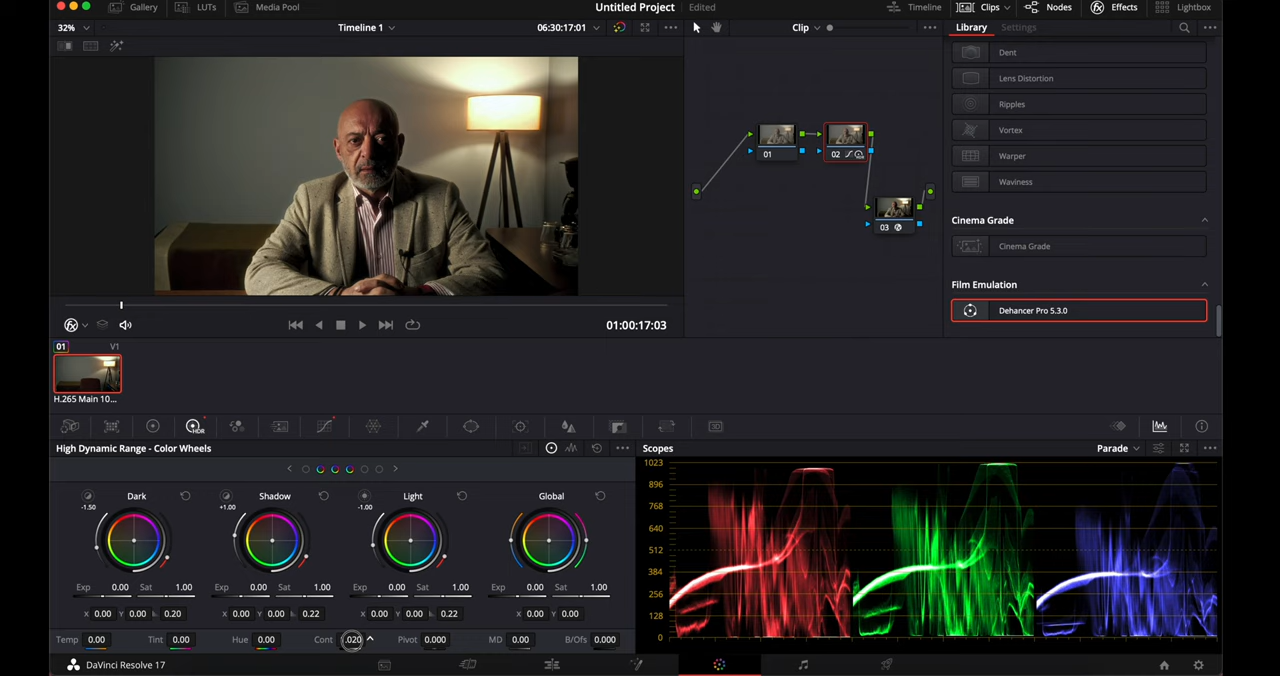 Gallery LUTs Media Pool Untitled Project Edited Timeline Clips Nodes Effects Lightbox
32% Timeline 1 06:30:17:01 Clip Library Settings
Dent
Lens Distortion
Ripples
Vortex
Warper
Waviness
01 02
03
Cinema Grade
Cinema Grade
Film Emulation
Dehancer Pro 5.3.0
01:00:17:03
01 V1
H.265 Main 10...
HDR 3D
High Dynamic Range - Color Wheels
Scopes Parade
Dark Shadow Light Global
-1.50 +1.00 -1.00
Exp 0.00 Sat 1.00 Exp 0.00 Sat 1.00 Exp 0.00 Sat 1.00 Exp 0.00 Sat 1.00
X 0.00 Y 0.00 0.20 X 0.00 Y 0.00 0.22 X 0.00 Y 0.00 0.22 X 0.00 Y 0.00
Temp 0.00 Tint 0.00 Hue 0.00 Cont Pivot 0.000 MD 0.00 B/Ofs 0.000
1023
896
768
640
512
384
256
128
0
DaVinci Resolve 17